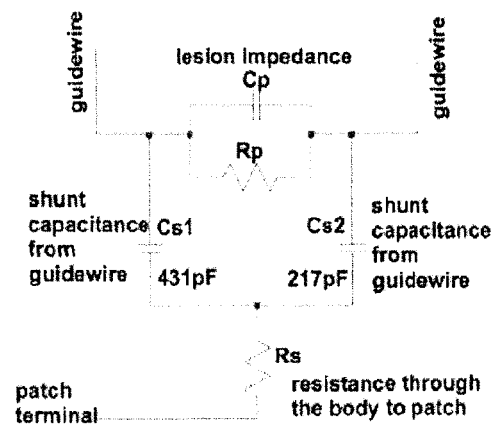 guidewire
lesion impedance
Cp
guidewire
Rp
shunt
capacitance
from
guidewire
Cs1
431pF
Cs2
217pF
shunt
capacitance
from
guidewire
Rs
patch
terminal
resistance through
the body to patch